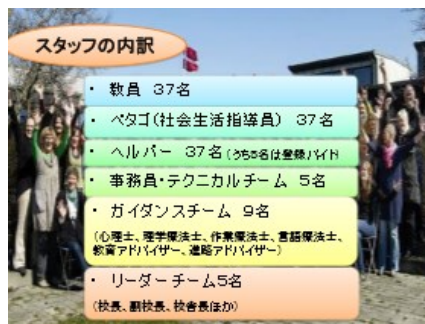 スタッフの内訳
・ 教員 37名
・ ペタゴ(社会生活指導員) 37名
・ ヘルパー 37名(うち5名は登録バイト
・ 事務員・テクニカルチーム 5名
・ ガイダンスチーム 9名
(心理士、理学療法士、作業療法士、言語療法士、
教育アドバイザー、進路アドバイザー)
・ リーダーチーム5名
(校長、副校長、校舎長ほか)